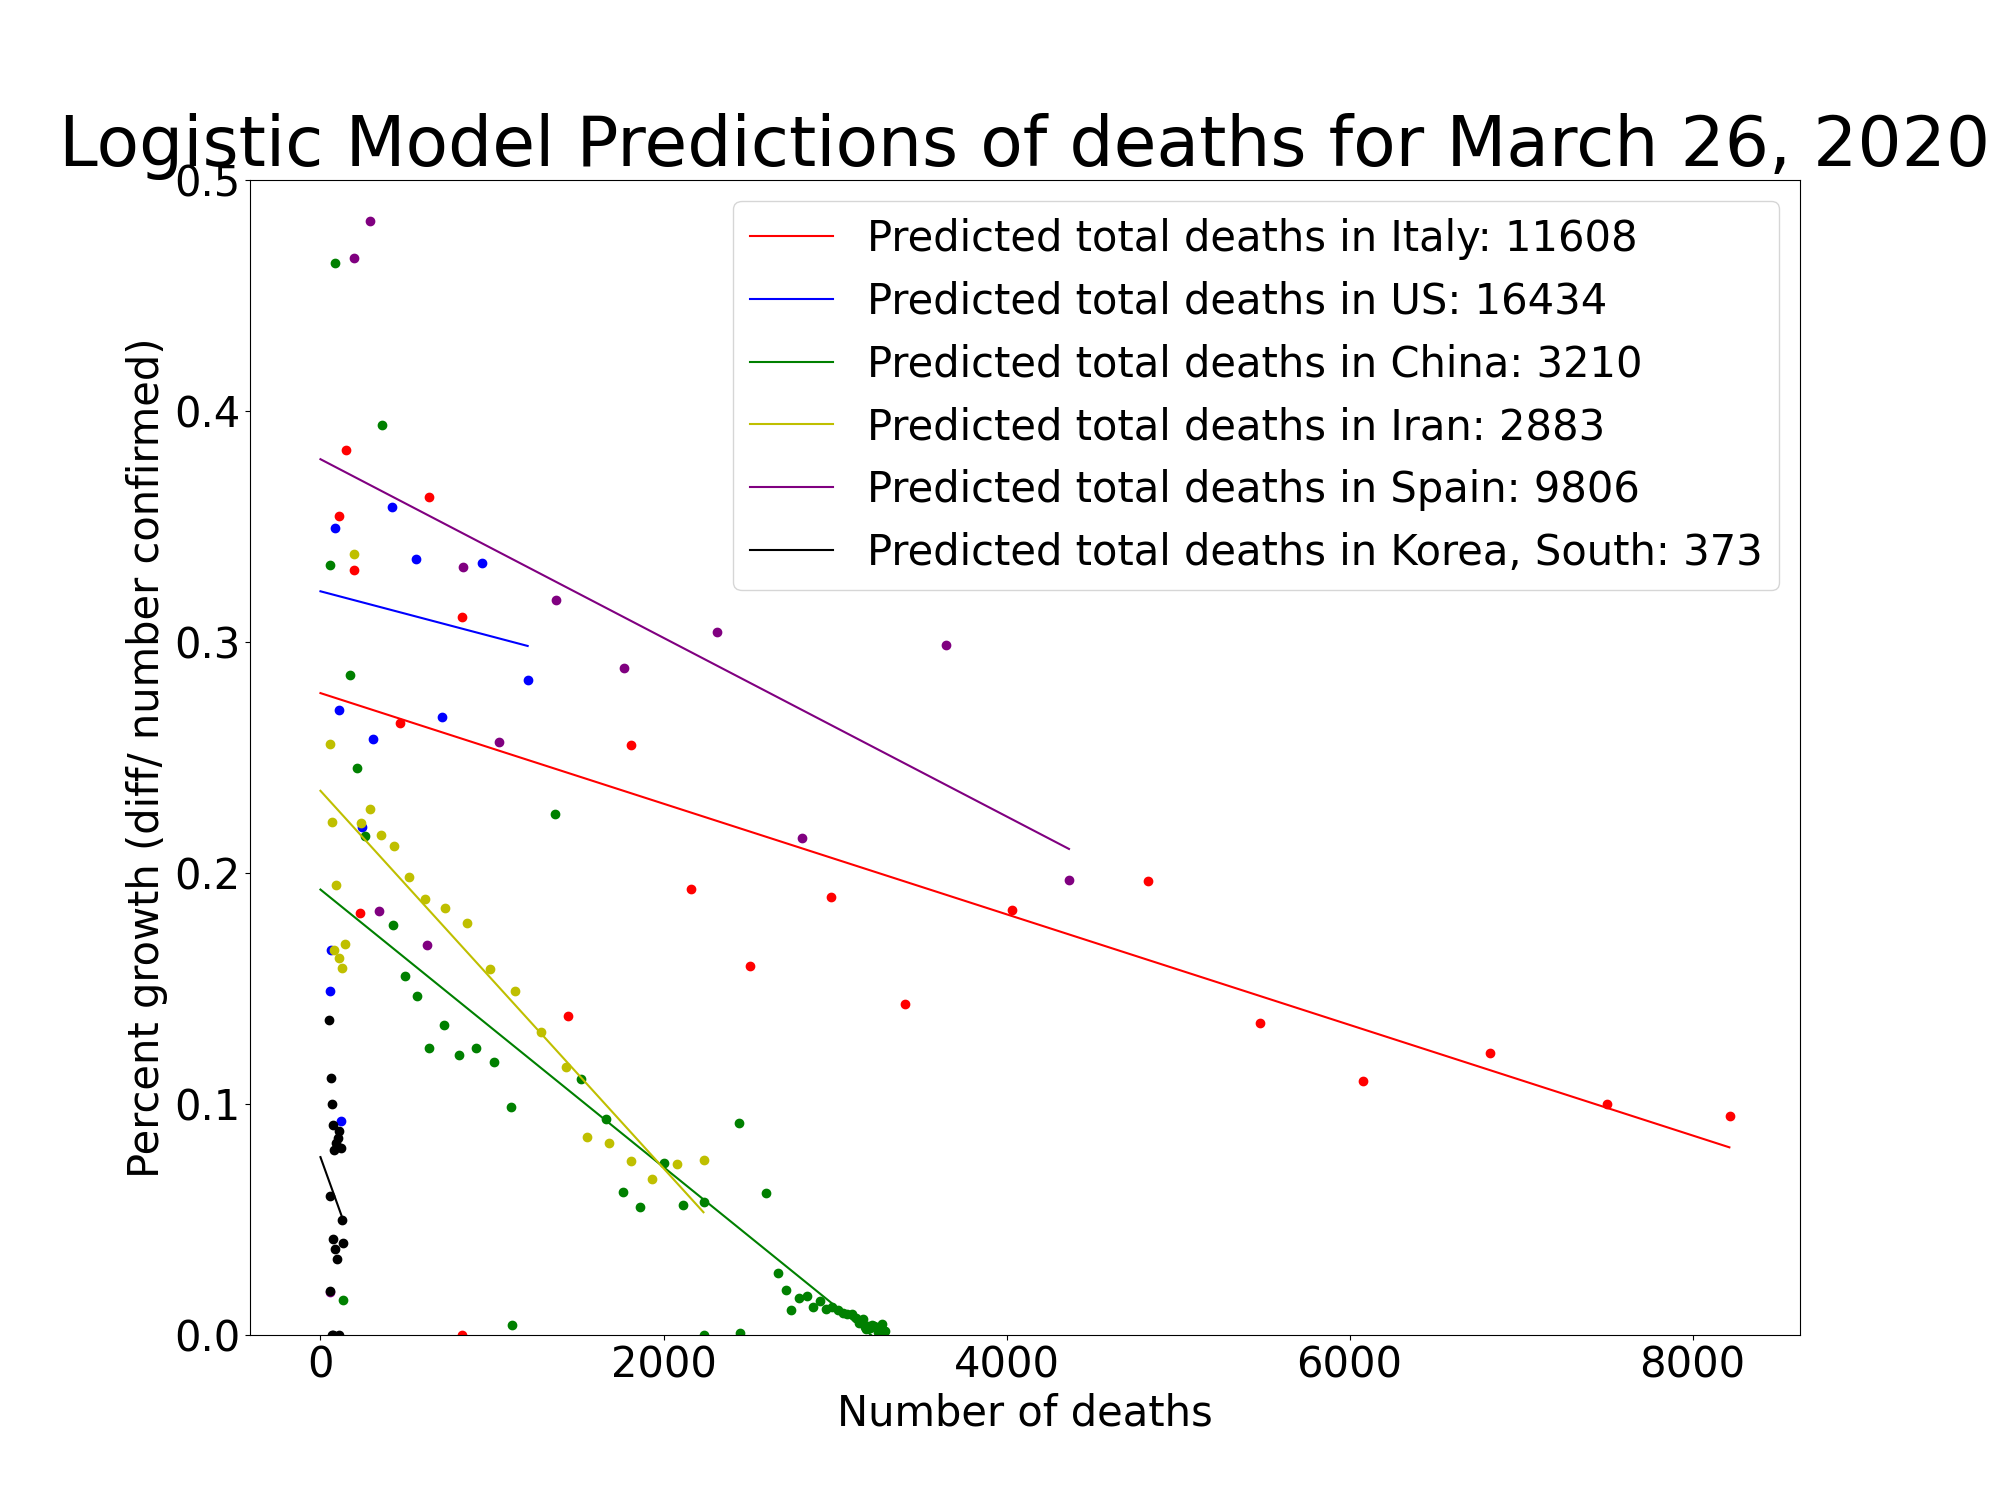 Logistic Model Predictions of deaths for March 26, 2020
0.5
0.4
0.3
0.2
0.1
0.0
Percent growth (diff/ number confirmed)
Predicted total deaths in Italy: 11608
Predicted total deaths in US: 16434
Predicted total deaths in China: 3210
Predicted total deaths in Iran: 2883
Predicted total deaths in Spain: 9806
Predicted total deaths in Korea, South: 373
0 2000 4000 6000 8000
Number of deaths